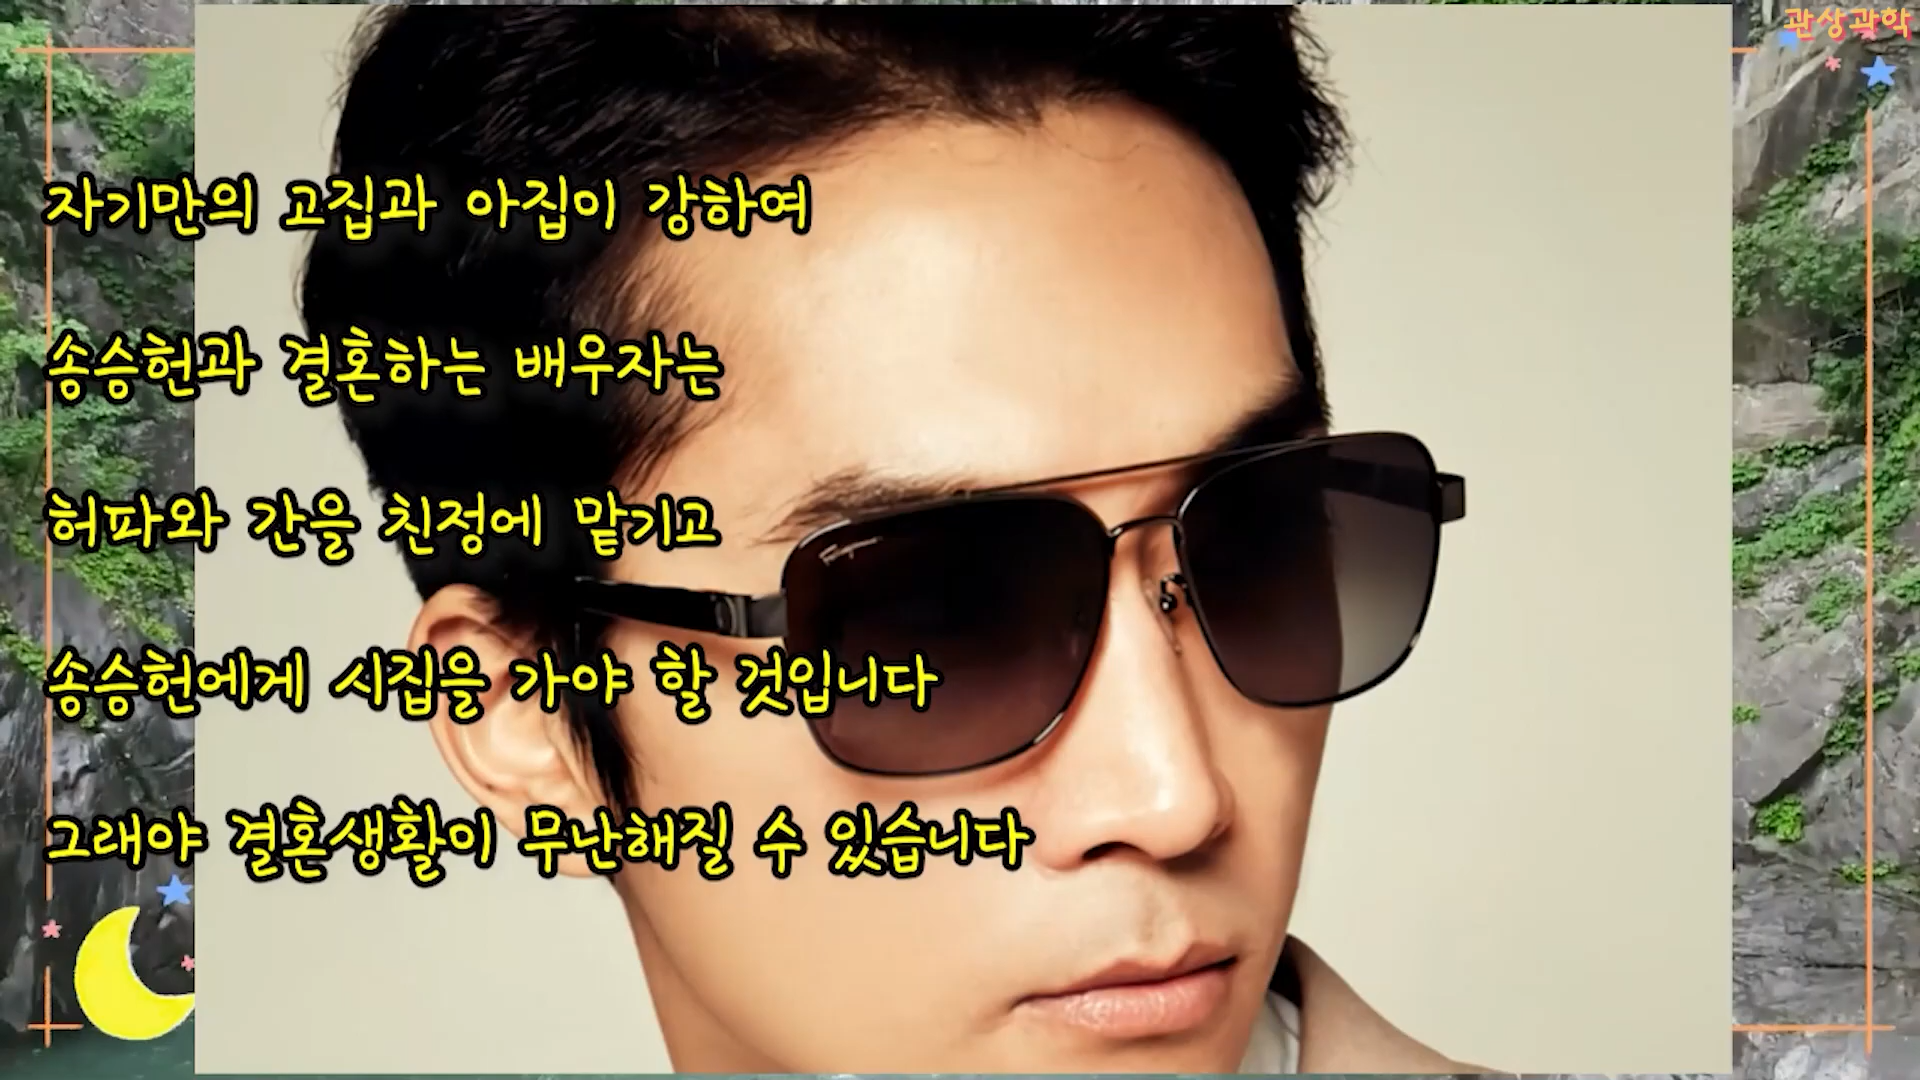 관상과학
자기만의 고집과 아집이 강하여
송승헌과 결혼하는 배우자는
허파와 간을 친정에 맡기고
송승헌에게 시집을 가야 할 것입니다
그래야 결혼생활이 무난해질 수 있습니다